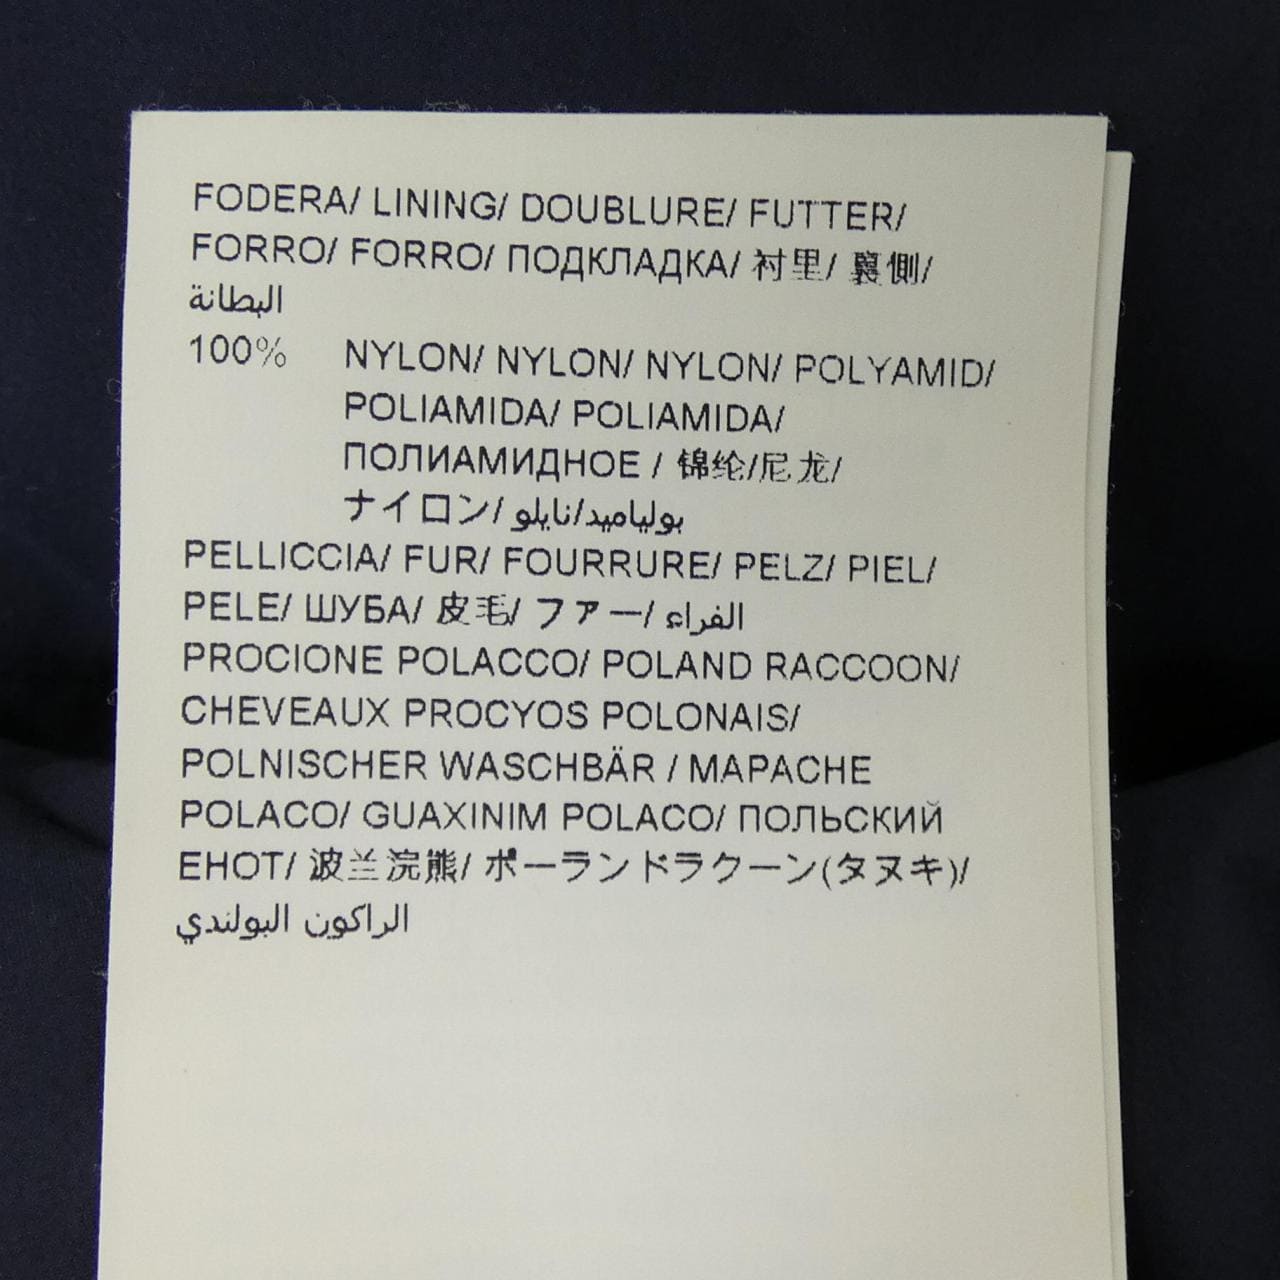 FODERA/ LINING/ DOUBLURE/ FUTTER/
FORRO/ FORRO/ ПОДКЛАДКА/ 衬里/ 裏側/
البطانة
100% NYLON/ NYLON/ NYLON/ POLYAMID/
POLIAMIDA/ POLIAMIDA/
ПОЛИАМИДНОЕ / 锦纶/尼龙/
ナイロン/ بولياميد/نايلو
PELLICCIA/ FUR/ FOURRURE/ PELZ/ PIEL/
PELE/ ШУБА/ 皮毛/ ファー/ الفراء
PROCIONE POLACCO/ POLAND RACCOON/
CHEVEAUX PROCYOS POLONAIS/
POLNISCHER WASCHBÄR / MAPACHE
POLACO/ GUAXINIM POLACO/ ПОЛЬСКИЙ
ЕНОТ/ 波兰浣熊/ ポーランドラクーン(タヌキ)/
الراكون البولندي